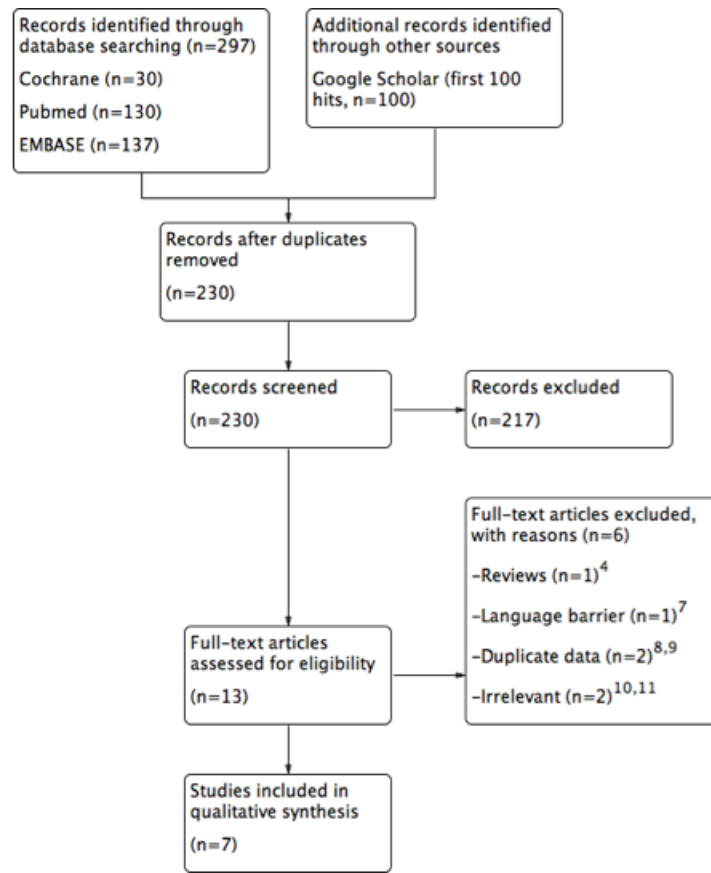 Records identified through
database searching (n=297)
Cochrane (n=30)
Pubmed (n=130)
EMBASE (n=137)
Additional records identified
through other sources
Google Scholar (first 100
hits, n=100)
Records after duplicates
removed
(n=230)
Records screened
(n=230)
Records excluded
(n=217)
Full-text articles excluded,
with reasons (n=6)
-Reviews (n=1)4
-Language barrier (n=1)7
-Duplicate data (n=2)8,9
-Irrelevant (n=2)10,11
Full-text articles
assessed for eligibility
(n=13)
Studies included in
qualitative synthesis
(n=7)